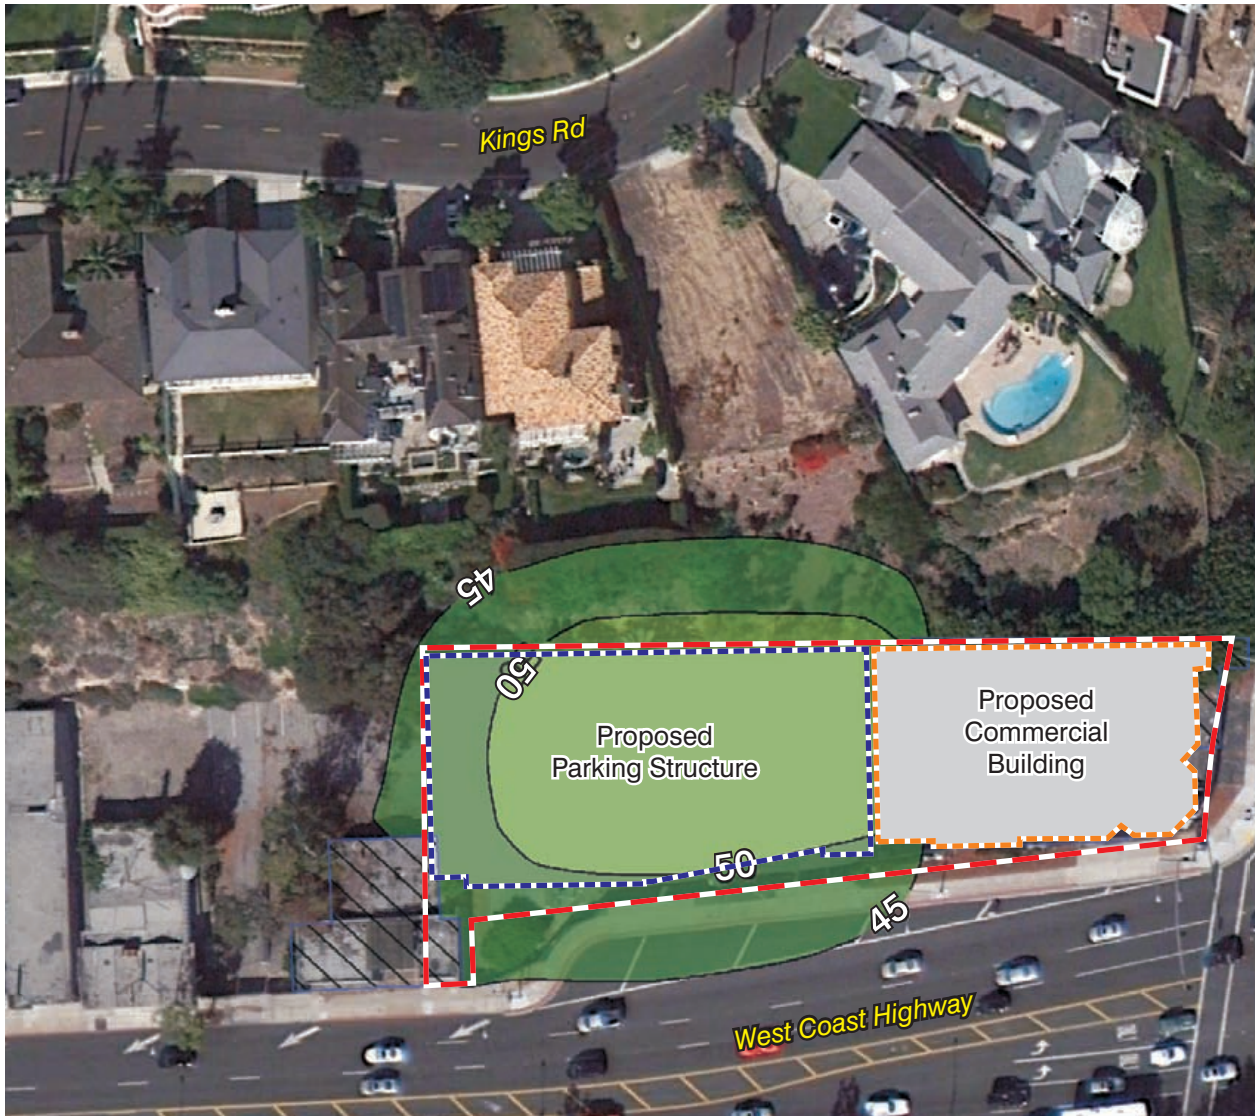 Kings Rd
45
50
Proposed
Parking Structure
Proposed
Commercial
Building
50
45
West Coast Highway